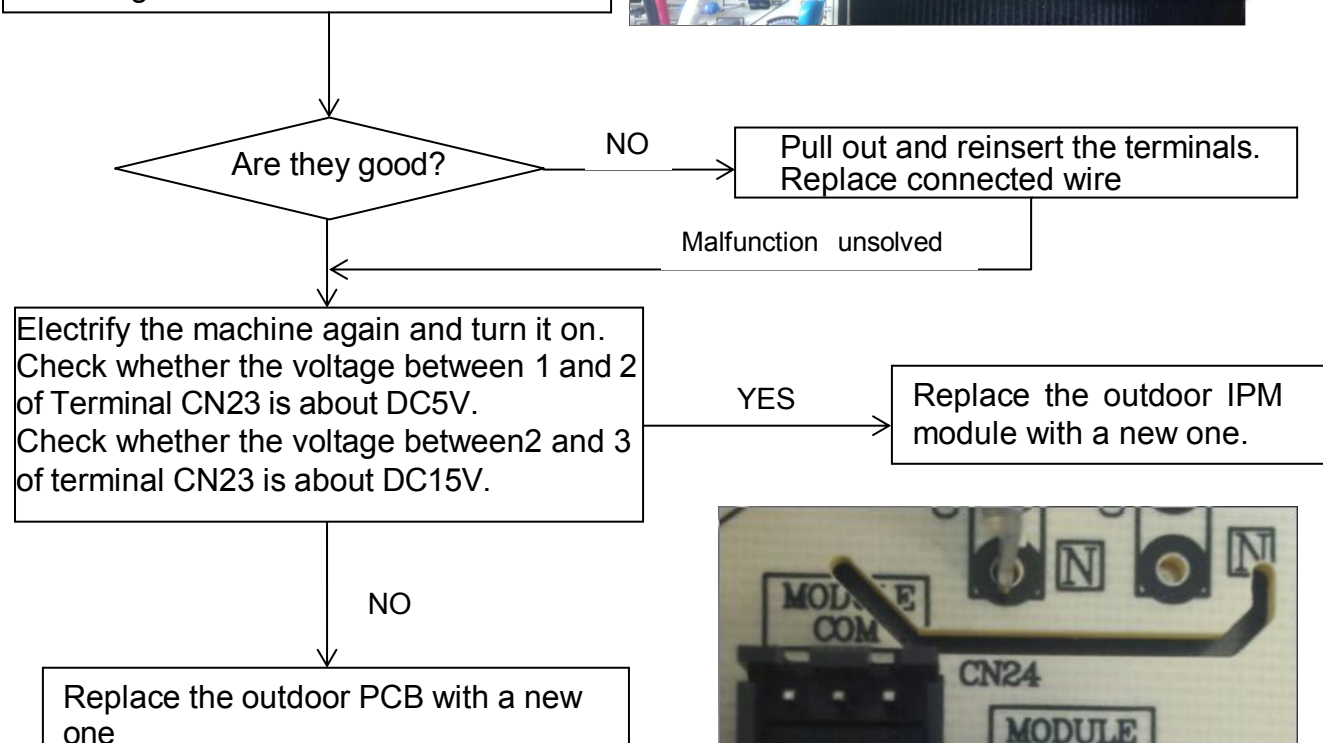 Are they good?
NO
Pull out and reinsert the terminals.
Replace connected wire
Malfunction unsolved
Electrify the machine again and turn it on.
Check whether the voltage between 1 and 2
of Terminal CN23 is about DC5V.
Check whether the voltage between2 and 3
of terminal CN23 is about DC15V.
YES
Replace the outdoor IPM
module with a new one.
NO
Replace the outdoor PCB with a new
one
N
N
COM
CN24
MODULE